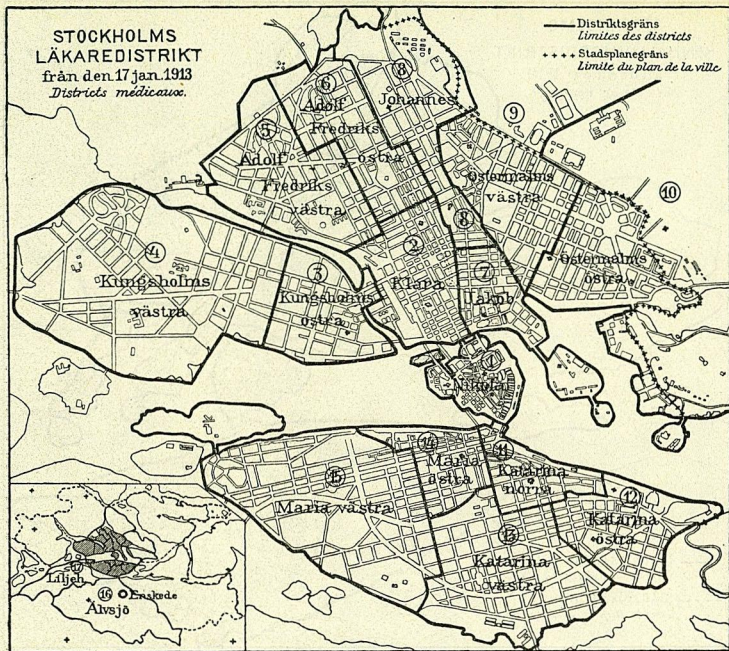 STOCKHOLMS
LÄKAREDISTRIKT
från den 17 jan. 1913
Districts médicaux.
Distriktsgräns
Limites des districts
Stadsplanegräns
Limite du plan de la ville
6
Adolf
Fredriks
östra
8
Johannes
5
Adolf
Fredriks
västra
9
Östermalms
västra
10
Östermalms
östra
8
4
Kungsholms
västra
3
Kungsholms
östra
2
Klara
7
Jakob
1
Nikolai
15
Maria västra
14
Maria
östra
11
Katarina
norra
12
Katarina
östra
13
Katarina
västra
17
Liljeh
16
Enskede
Älvsjö